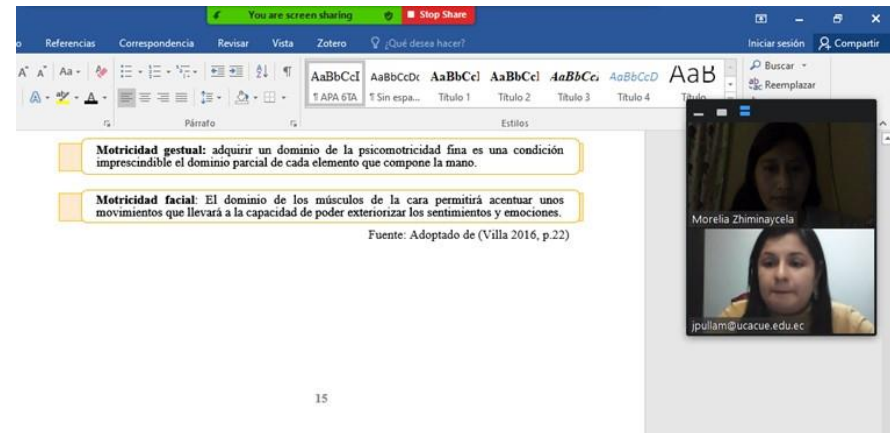 You are screen sharing
Stop Share
Referencias Correspondencia Revisar Vista Zotero ¿Qué desea hacer? Iniciar sesión Compartir
AaBbCcI AaBbCcDc AaBbCcI AaBbCcI AaBbCcI AaBbCcD AaB
¶ APA 6TA ¶ Sin espa... Título 1 Título 2 Título 3 Título 4 Título
Buscar
Reemplazar
Párrafo Estilos
Motricidad gestual: adquirir un dominio de la psicomotricidad fina es una condición
imprescindible el dominio parcial de cada elemento que compone la mano.
Motricidad facial: El dominio de los músculos de la cara permitirá acentuar unos
movimientos que llevará a la capacidad de poder exteriorizar los sentimientos y emociones.
Fuente: Adoptado de (Villa 2016, p.22)
15
Morelia Zhiminaycela
jpullam@ucacue.edu.ec